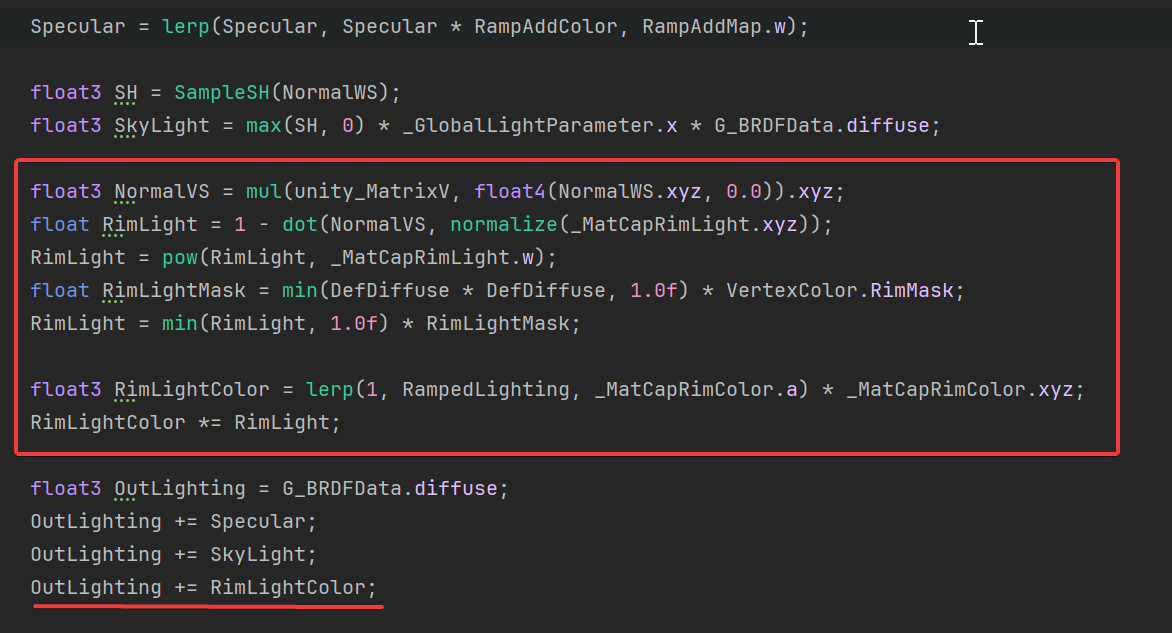 Specular = lerp(Specular, Specular * RampAddColor, RampAddMap.w);
float3 SH = SampleSH(NormalWS);
float3 SkyLight = max(SH, 0) * _GlobalLightParameter.x * G_BRDFData.diffuse;
float3 NormalVS = mul(unity_MatrixV, float4(NormalWS.xyz, 0.0)).xyz;
float RimLight = 1 - dot(NormalVS, normalize(_MatCapRimLight.xyz));
RimLight = pow(RimLight, _MatCapRimLight.w);
float RimLightMask = min(DefDiffuse * DefDiffuse, 1.0f) * VertexColor.RimMask;
RimLight = min(RimLight, 1.0f) * RimLightMask;
float3 RimLightColor = lerp(1, RampedLighting, _MatCapRimColor.a) * _MatCapRimColor.xyz;
RimLightColor *= RimLight;
float3 OutLighting = G_BRDFData.diffuse;
OutLighting += Specular;
OutLighting += SkyLight;
OutLighting += RimLightColor;